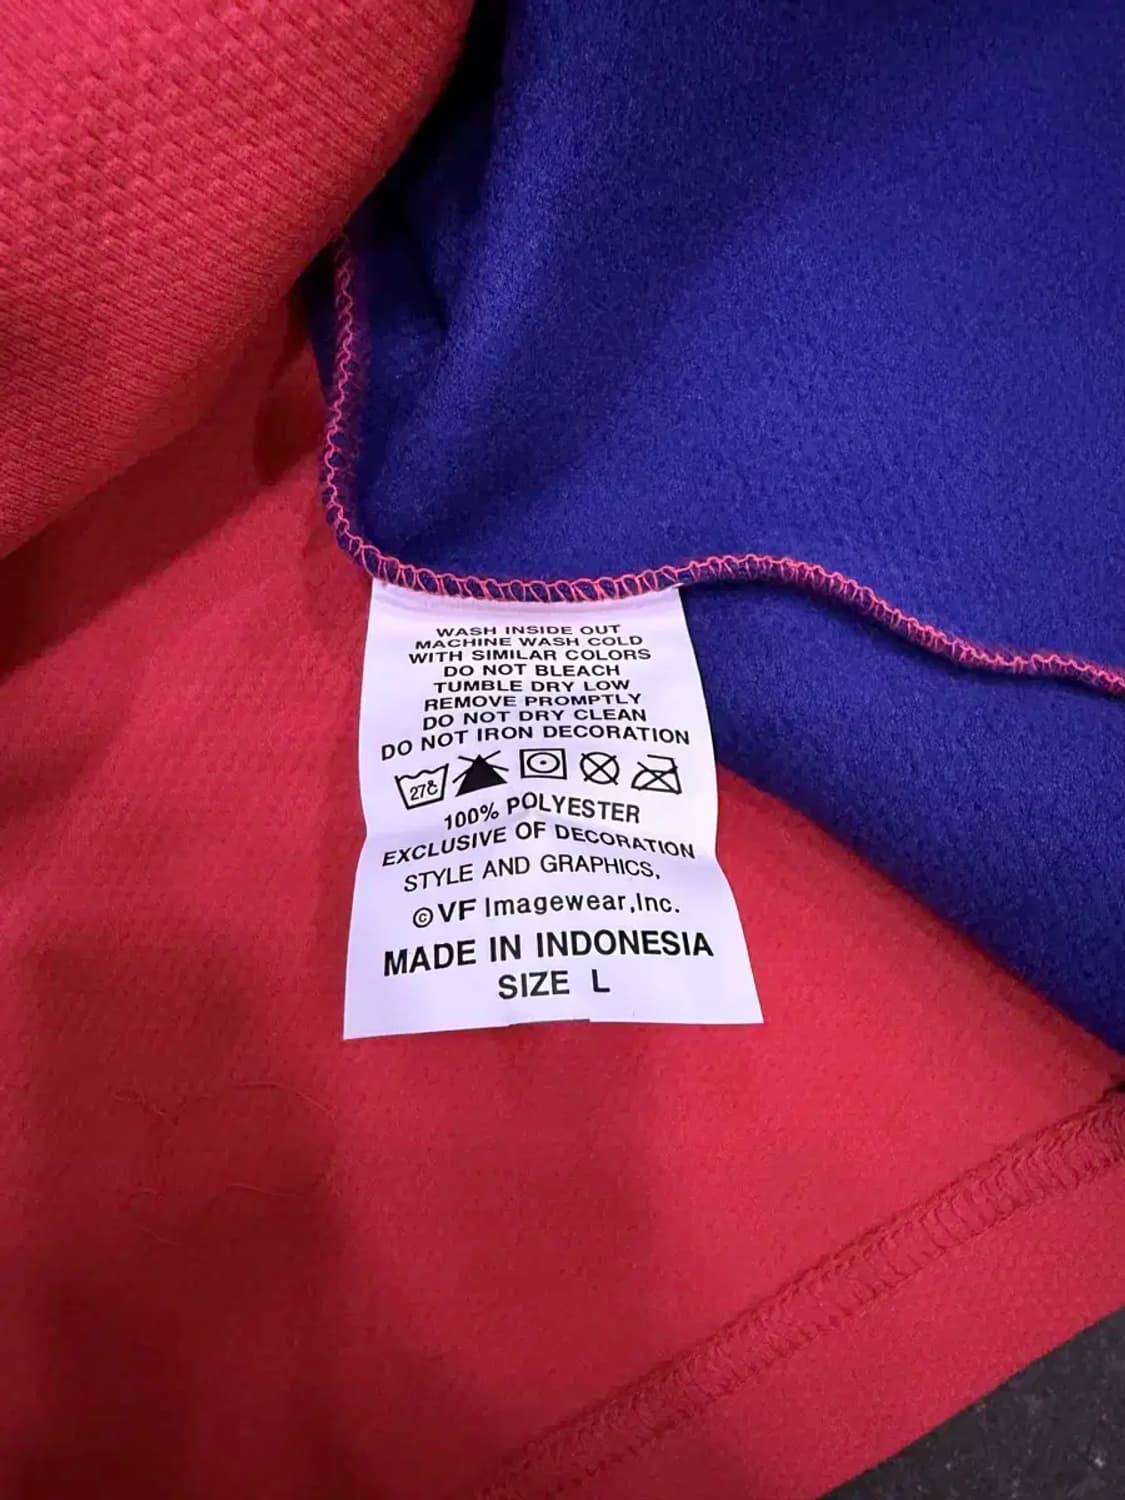 WASH INSIDE OUT
MACHINE WASH COLD
WITH SIMILAR COLORS
DO NOT BLEACH
TUMBLE DRY LOW
REMOVE PROMPTLY
DO NOT DRY CLEAN
DO NOT IRON DECORATION
27℃
100% POLYESTER
EXCLUSIVE OF DECORATION
STYLE AND GRAPHICS,
©VF Imagewear,Inc.
MADE IN INDONESIA
SIZE L